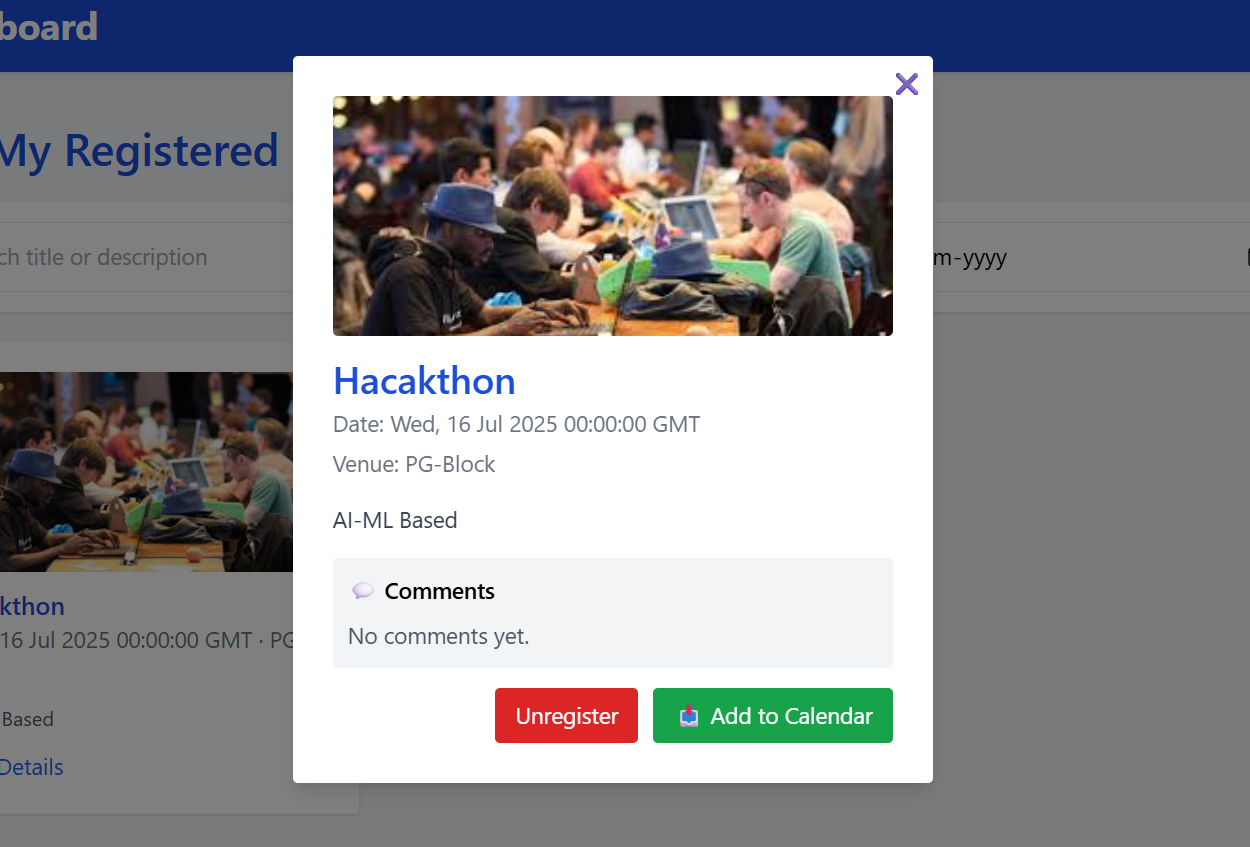 board
My Registered
ch title or description
m-yyyy
Hacakthon
Date: Wed, 16 Jul 2025 00:00:00 GMT
Venue: PG-Block
AI-ML Based
Comments
No comments yet.
Unregister
Add to Calendar
kthon
16 Jul 2025 00:00:00 GMT · PG
Based
Details